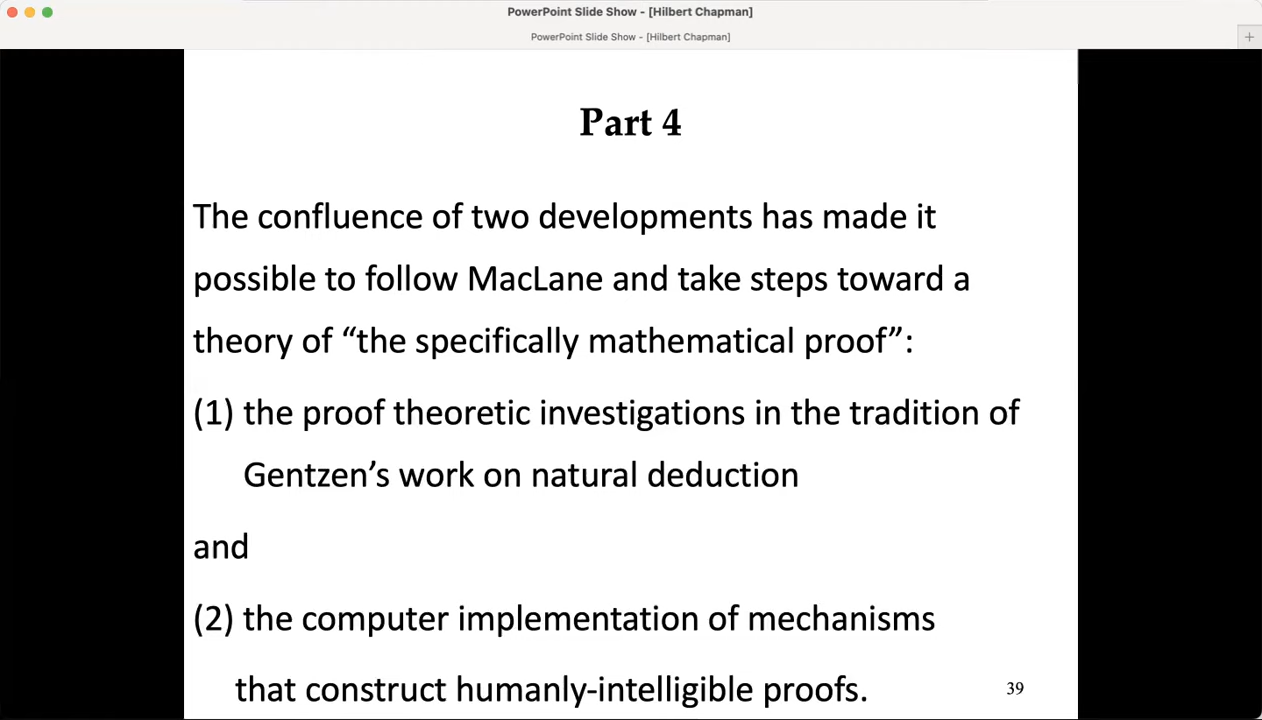 PowerPoint Slide Show - [Hilbert Chapman]
PowerPoint Slide Show - [Hilbert Chapman]
Part 4
The confluence of two developments has made it
possible to follow MacLane and take steps toward a
theory of “the specifically mathematical proof”:
(1) the proof theoretic investigations in the tradition of
Gentzen’s work on natural deduction
and
(2) the computer implementation of mechanisms
that construct humanly-intelligible proofs.
39